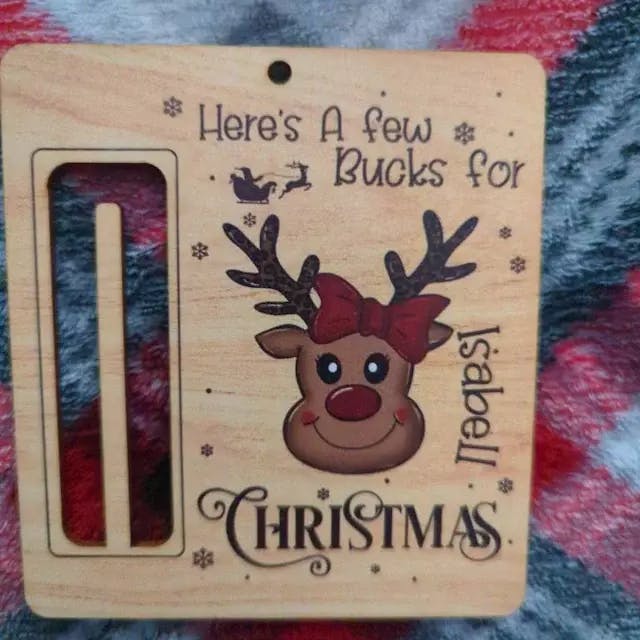 Here's A few
Bucks for
Isabell
CHRISTMAS